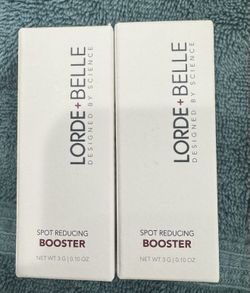 LORDE+BELLE
DESIGNED BY SCIENCE
SPOT REDUCING
BOOSTER
NET WT 3 G | 0.10 OZ
LORDE+BELLE
DESIGNED BY SCIENCE
SPOT REDUCING
BOOSTER
NET WT 3 G | 0.10 OZ